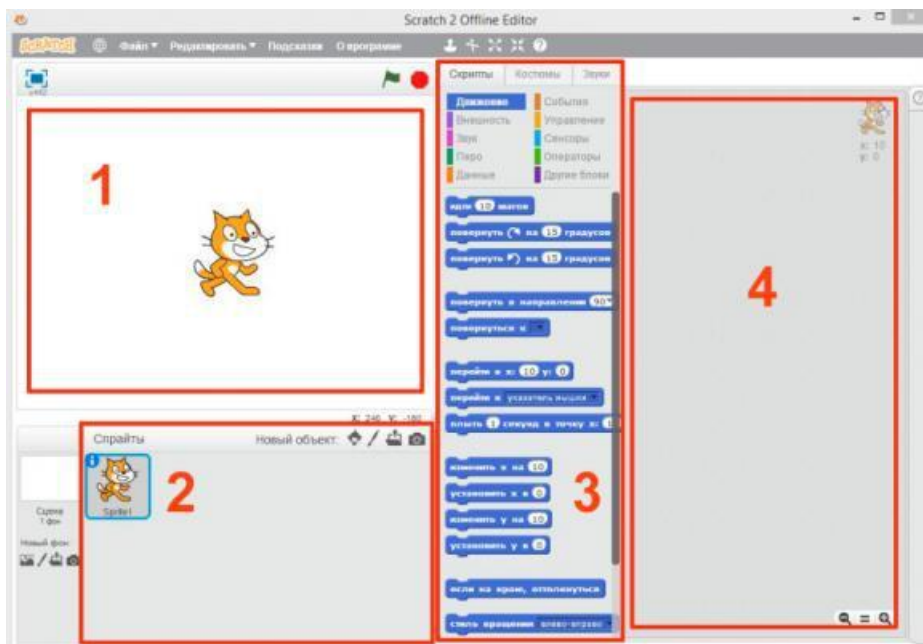 Scratch 2 Offline Editor
SCRATCH Файл Редактировать Подсказки О программе
v442
1
Скрипты Костюмы Звуки
Движение События
Внешность Управление
Звук Сенсоры
Перо Операторы
Данные Другие блоки
идти 10 шагов
повернуть на 15 градусов
повернуть на 15 градусов
повернуть в направлении 90
повернуться к
перейти в x: 10 y: 0
перейти в указатель мышки
плыть 1 секунд в точку x:
изменить x на 10
установить x в 0
изменить y на 10
установить y в 0
если на краю, оттолкнуться
стиль вращения
3
x: 10
y: 0
4
X: 240 Y: -180
Спрайты Новый объект:
Sprite1
2
Сцена
1 фон
Новый фон